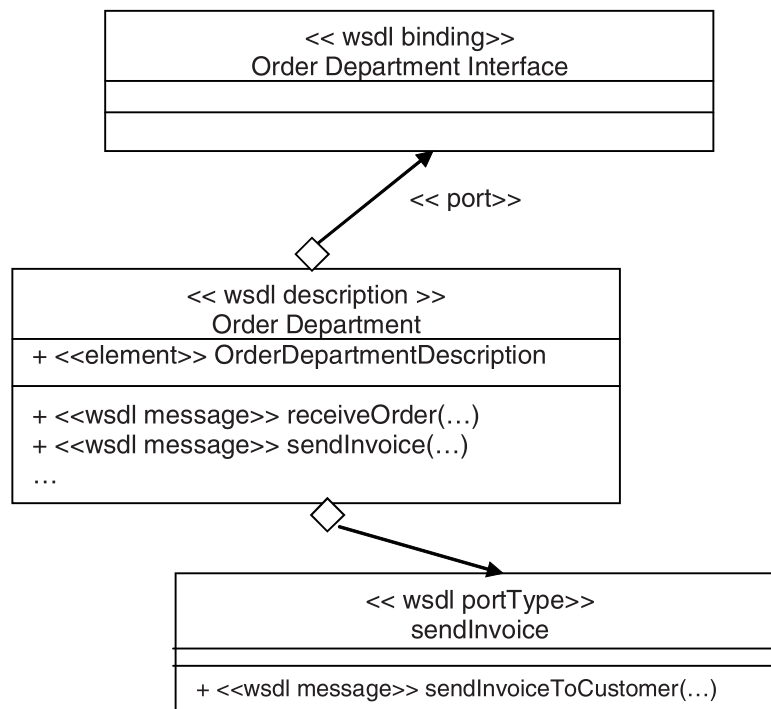 << wsdl binding>>
Order Department Interface
<< port>>
<< wsdl description >>
Order Department
+ <<element>> OrderDepartmentDescription
+ <<wsdl message>> receiveOrder(…)
+ <<wsdl message>> sendInvoice(…)
…
<< wsdl portType>>
sendInvoice
+ <<wsdl message>> sendInvoiceToCustomer(…)